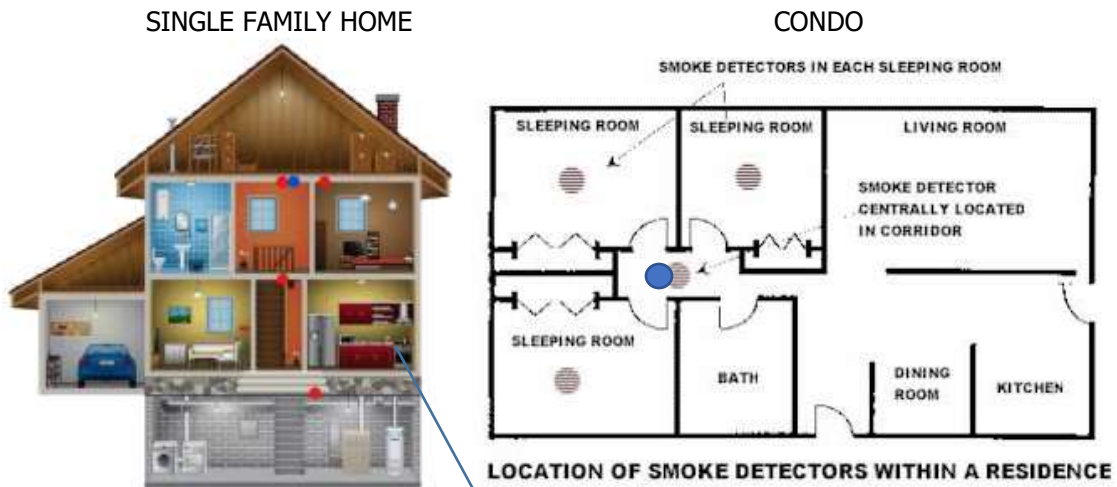 SINGLE FAMILY HOME
CONDO
SMOKE DETECTORS IN EACH SLEEPING ROOM
SLEEPING ROOM
SLEEPING ROOM
LIVING ROOM
SMOKE DETECTOR
CENTRALLY LOCATED
IN CORRIDOR
SLEEPING ROOM
BATH
DINING
ROOM
KITCHEN
LOCATION OF SMOKE DETECTORS WITHIN A RESIDENCE